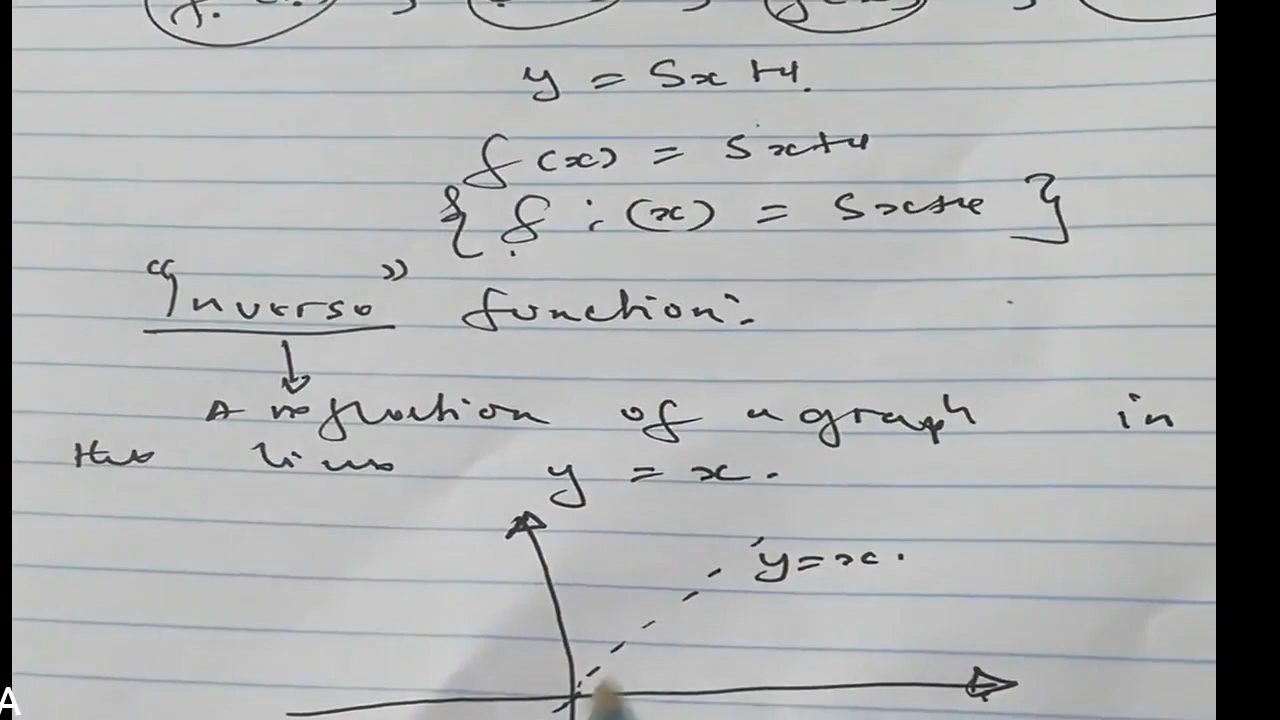 y = 5x+4.
f(x) = 5x+4
{ f : (x) = 5x+4 }
"Inverse" function:
A reflection of a graph in
the line y = x.
y=x.
A